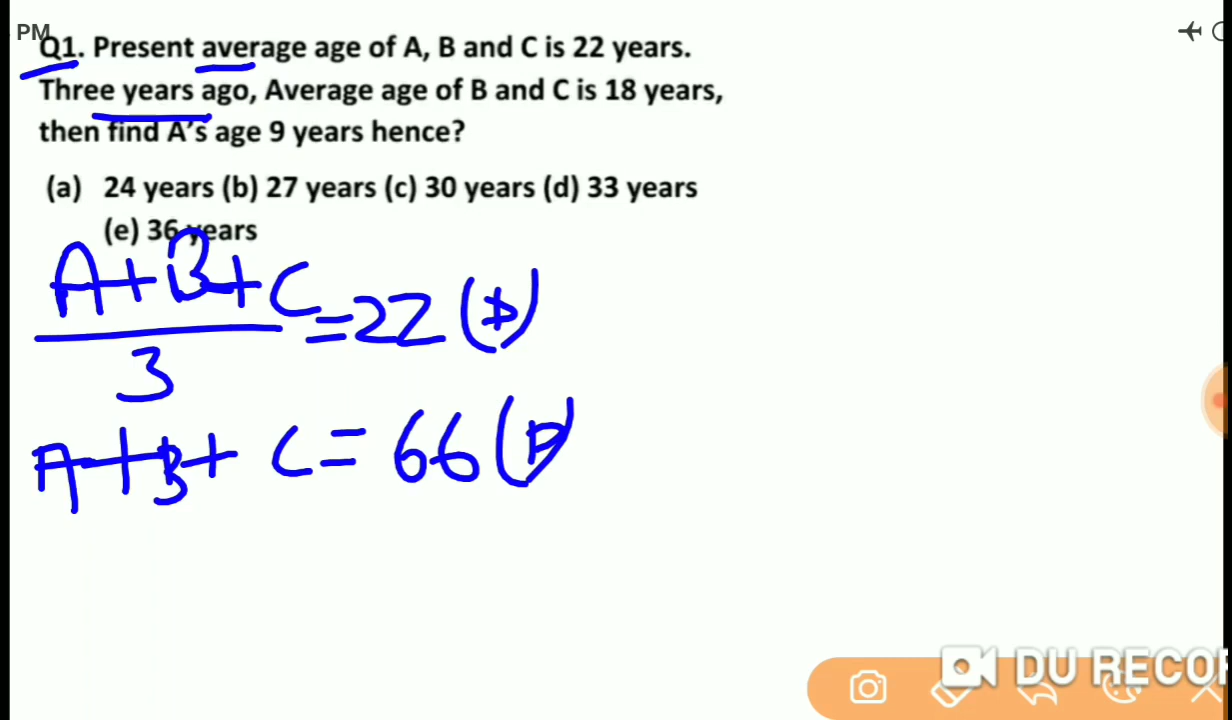 PM
Q1. Present average age of A, B and C is 22 years.
Three years ago, Average age of B and C is 18 years,
then find A's age 9 years hence?
(a) 24 years (b) 27 years (c) 30 years (d) 33 years
(e) 36 years
A+B+C
3
=22 (P)
A+B+ C= 66 (P)
DU RECOR